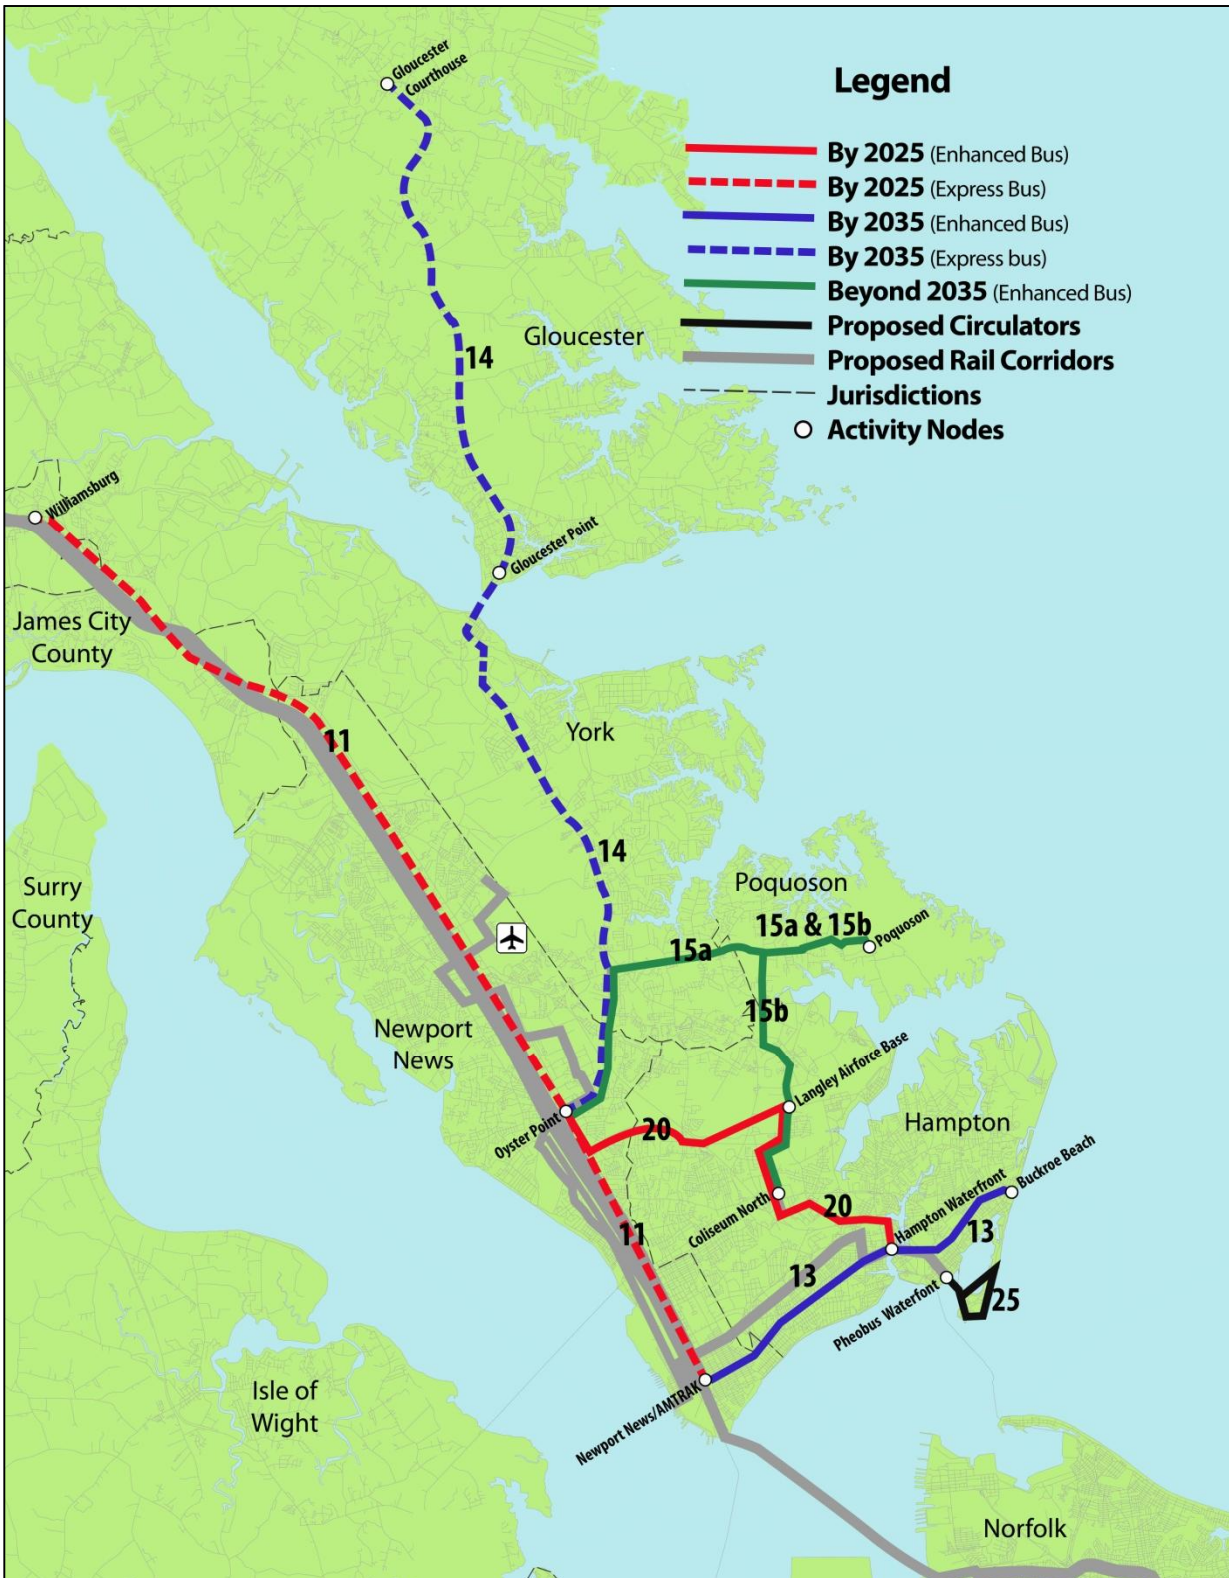 Gloucester
Courthouse
Legend
By 2025 (Enhanced Bus)
By 2025 (Express Bus)
By 2035 (Enhanced Bus)
By 2035 (Express bus)
Beyond 2035 (Enhanced Bus)
Proposed Circulators
Proposed Rail Corridors
Jurisdictions
Activity Nodes
Gloucester
14
Williamsburg
Gloucester Point
James City
County
11
York
14
Surry
County
Poquoson
15a & 15b
Poquoson
15a
15b
Newport
News
Langley Airforce Base
Oyster Point
20
Hampton
Buckroe Beach
Hampton Waterfront
Coliseum North
20
11
13
13
25
Pheobus Waterfont
Newport News/AMTRAK
Isle of
Wight
Norfolk